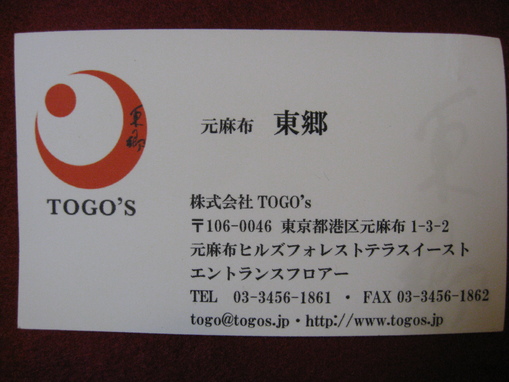 東郷
TOGO'S
元麻布 東郷
株式会社 TOGO's
〒106-0046 東京都港区元麻布 1-3-2
元麻布ヒルズフォレストテラスイースト
エントランスフロアー
TEL 03-3456-1861 ・ FAX 03-3456-1862
togo@togos.jp・http://www.togos.jp